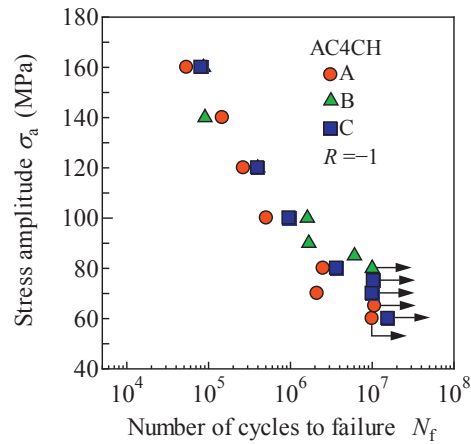 Stress amplitude σa (MPa)
160
140
120
100
80
60
40
AC4CH
A
B
C
R =−1
10^4 10^5 10^6 10^7 10^8
Number of cycles to failure Nf